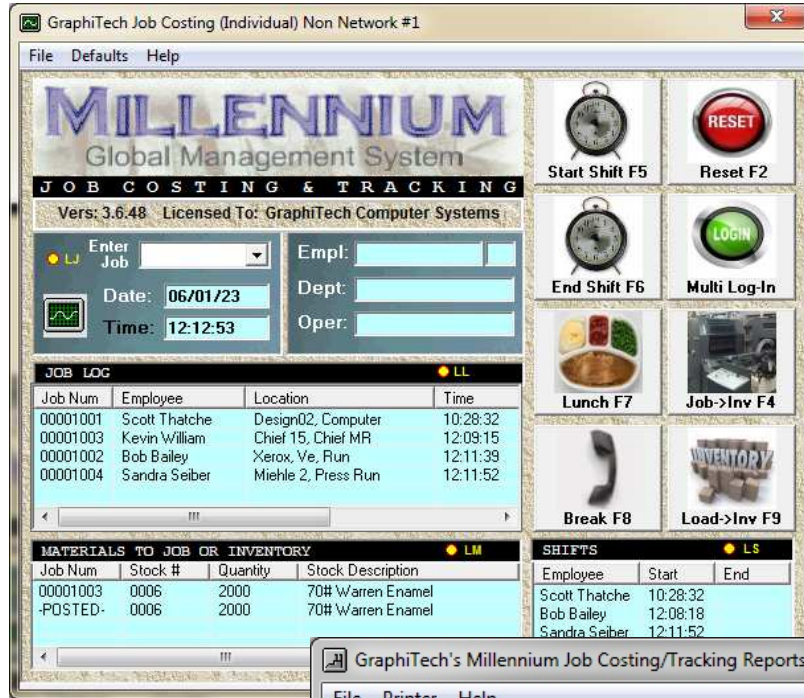 GraphiTech Job Costing (Individual) Non Network #1
File Defaults Help
MILLENNIUM
Global Management System
JOB COSTING & TRACKING
Vers: 3.6.48 Licensed To: GraphiTech Computer Systems
LJ Enter Job
Date: 06/01/23
Time: 12:12:53
Empl:
Dept:
Oper:
Start Shift F5
RESET
Reset F2
End Shift F6
LOGIN
Multi Log-In
Lunch F7
Job->Inv F4
Break F8
INVENTORY
Load->Inv F9
JOB LOG LL
Job Num Employee Location Time
00001001 Scott Thatche Design02, Computer 10:28:32
00001003 Kevin William Chief 15, Chief MR 12:09:15
00001002 Bob Bailey Xerox, Ve, Run 12:11:39
00001004 Sandra Seiber Miehle 2, Press Run 12:11:52
MATERIALS TO JOB OR INVENTORY LM
Job Num Stock # Quantity Stock Description
00001003 0006 2000 70# Warren Enamel
-POSTED- 0006 2000 70# Warren Enamel
SHIFTS LS
Employee Start End
Scott Thatche 10:28:32
Bob Bailey 12:08:18
Sandra Seiber 12:11:52
GraphiTech's Millennium Job Costing/Tracking Reports
File Printer Help